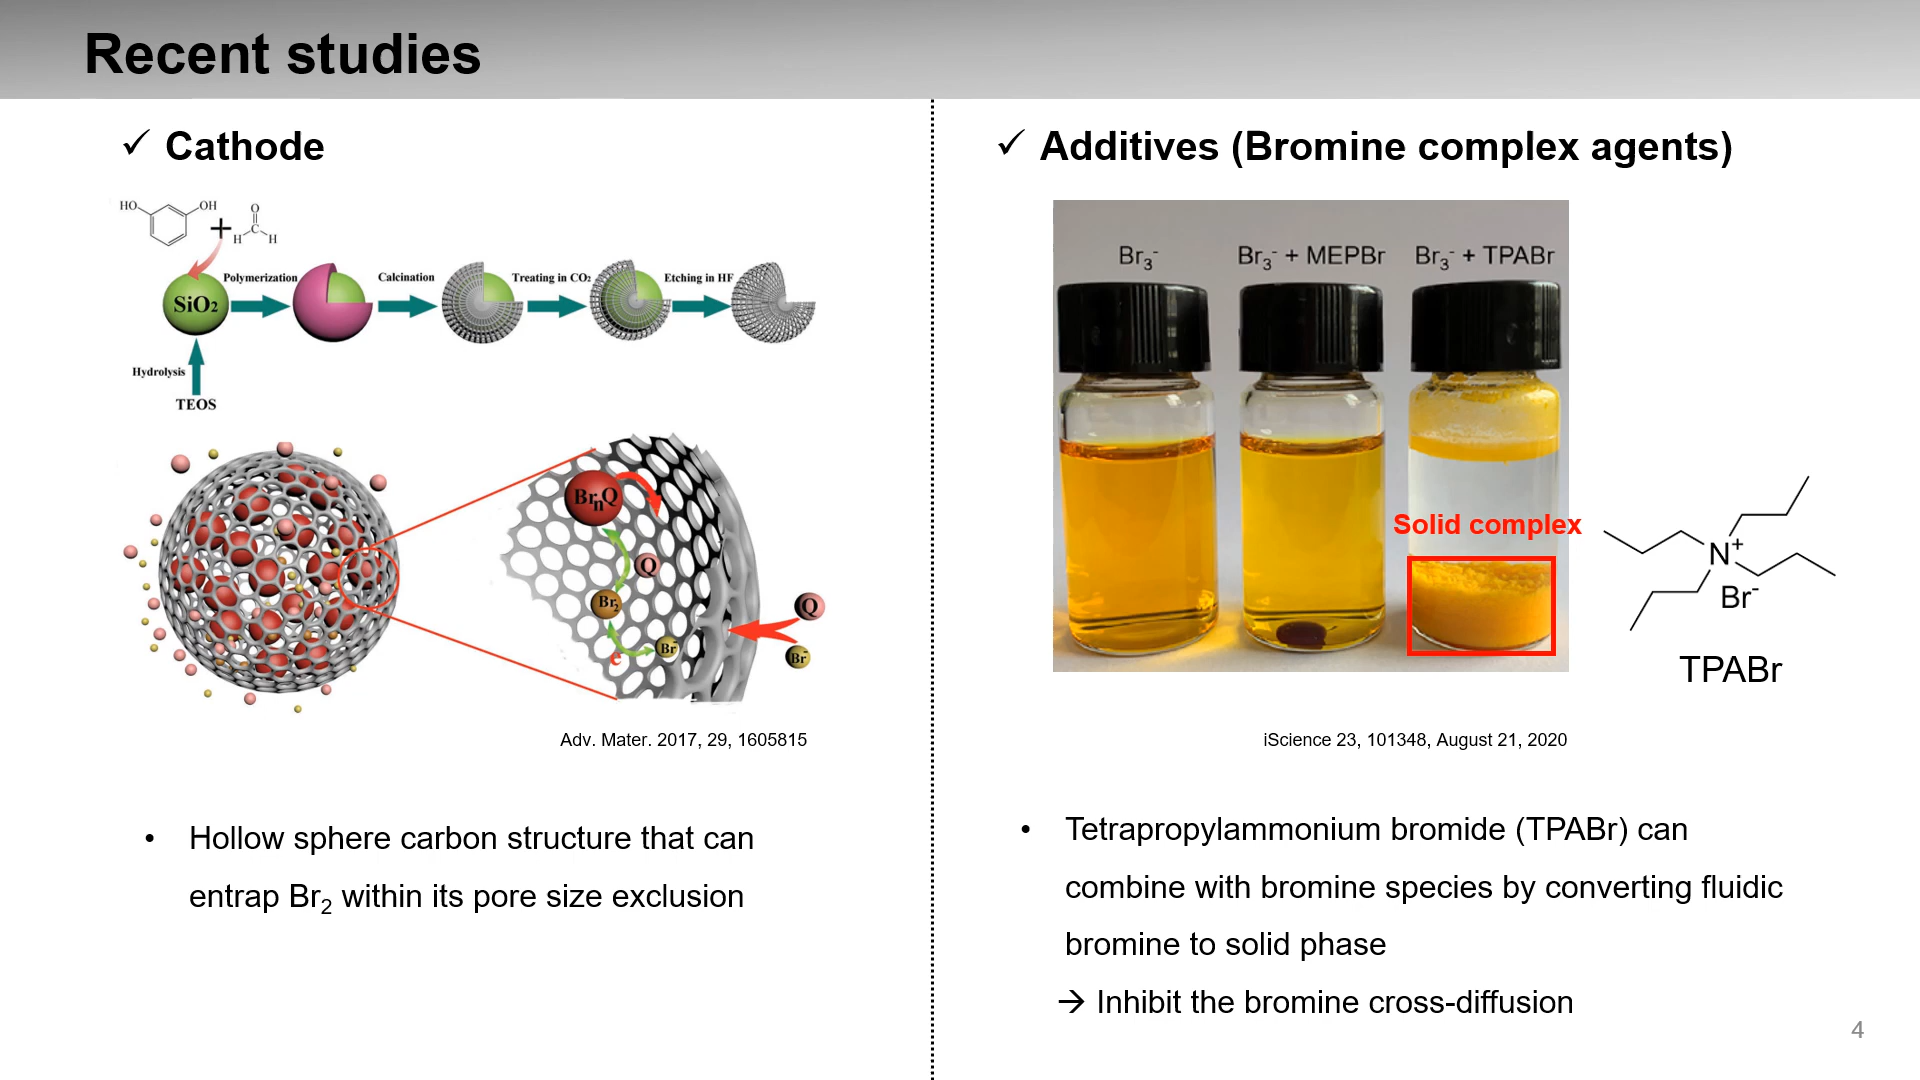 Recent studies
✓ Cathode
HO
OH
+
O
C
H
H
SiO2
Polymerization
Calcination
Treating in CO2
Etching in HF
Hydrolysis
TEOS
BrnQ
Q
Br2
e
Br
Q
Br-
Adv. Mater. 2017, 29, 1605815
• Hollow sphere carbon structure that can
entrap Br2 within its pore size exclusion
✓ Additives (Bromine complex agents)
Br3-
Br3- + MEPBr
Br3- + TPABr
Solid complex
N+
Br-
TPABr
iScience 23, 101348, August 21, 2020
• Tetrapropylammonium bromide (TPABr) can
combine with bromine species by converting fluidic
bromine to solid phase
→ Inhibit the bromine cross-diffusion
4